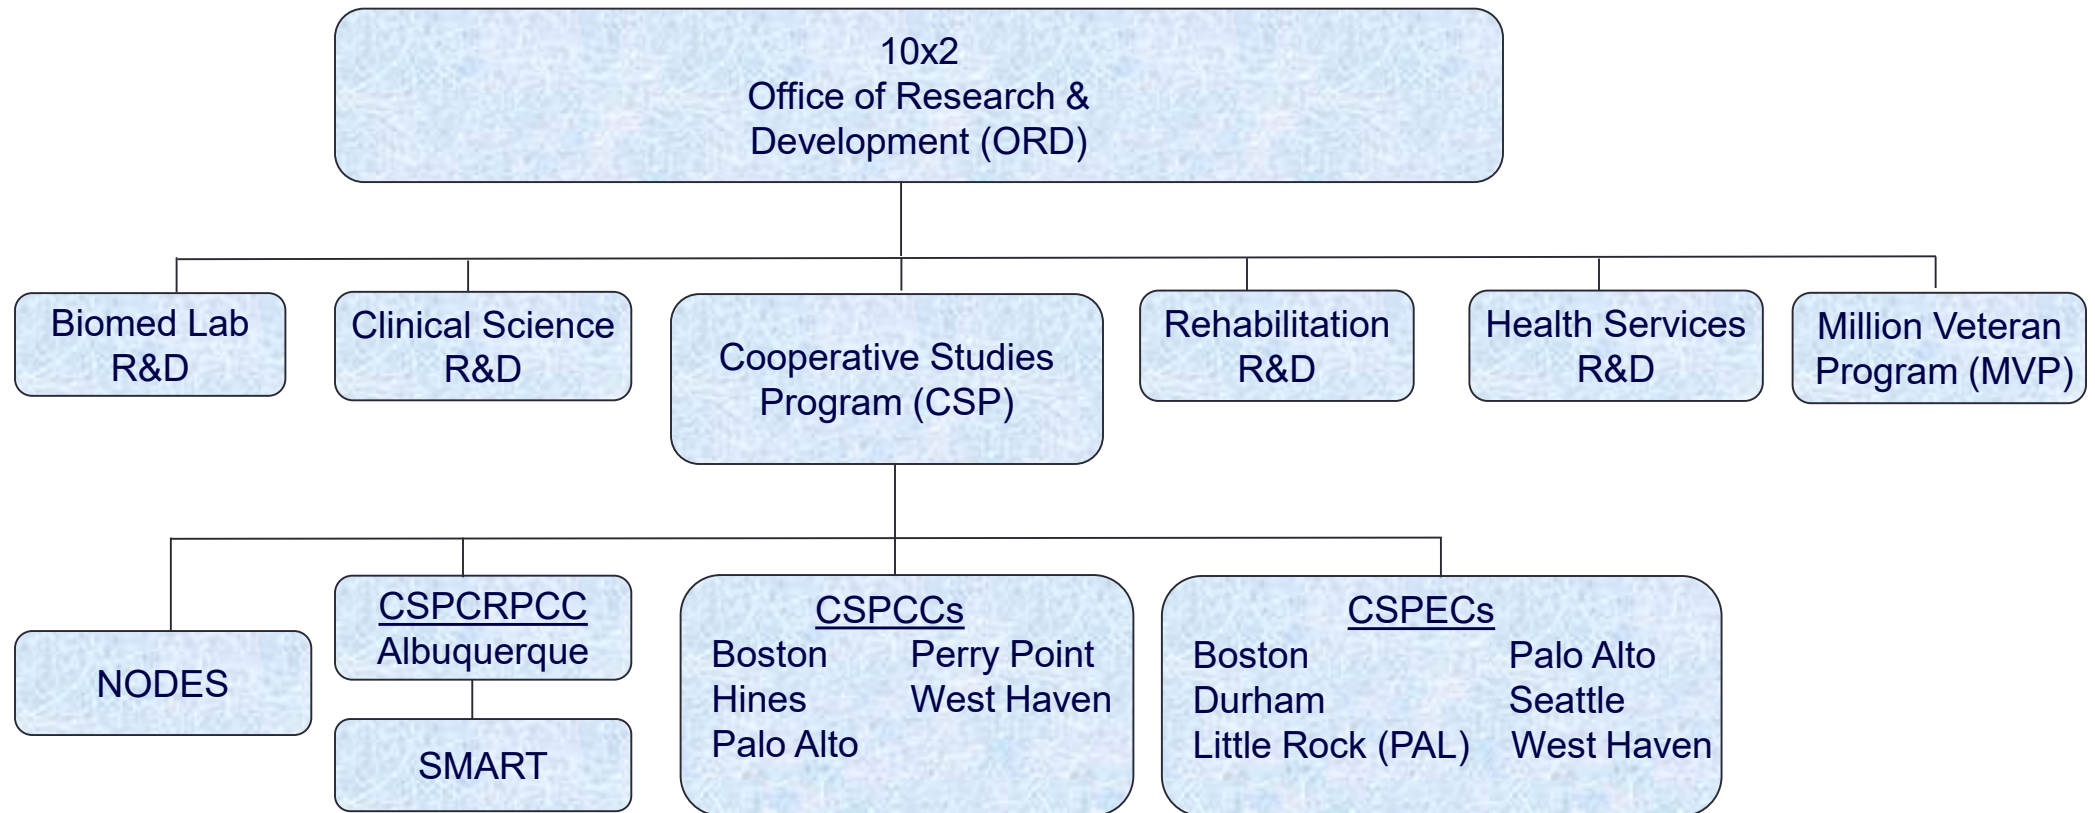 10x2
Office of Research &
Development (ORD)
Biomed Lab
R&D
Clinical Science
R&D
Cooperative Studies
Program (CSP)
Rehabilitation
R&D
Health Services
R&D
Million Veteran
Program (MVP)
NODES
CSPCRPCC
Albuquerque
SMART
CSPCCs
Boston Perry Point
Hines West Haven
Palo Alto
CSPECs
Boston Palo Alto
Durham Seattle
Little Rock (PAL) West Haven